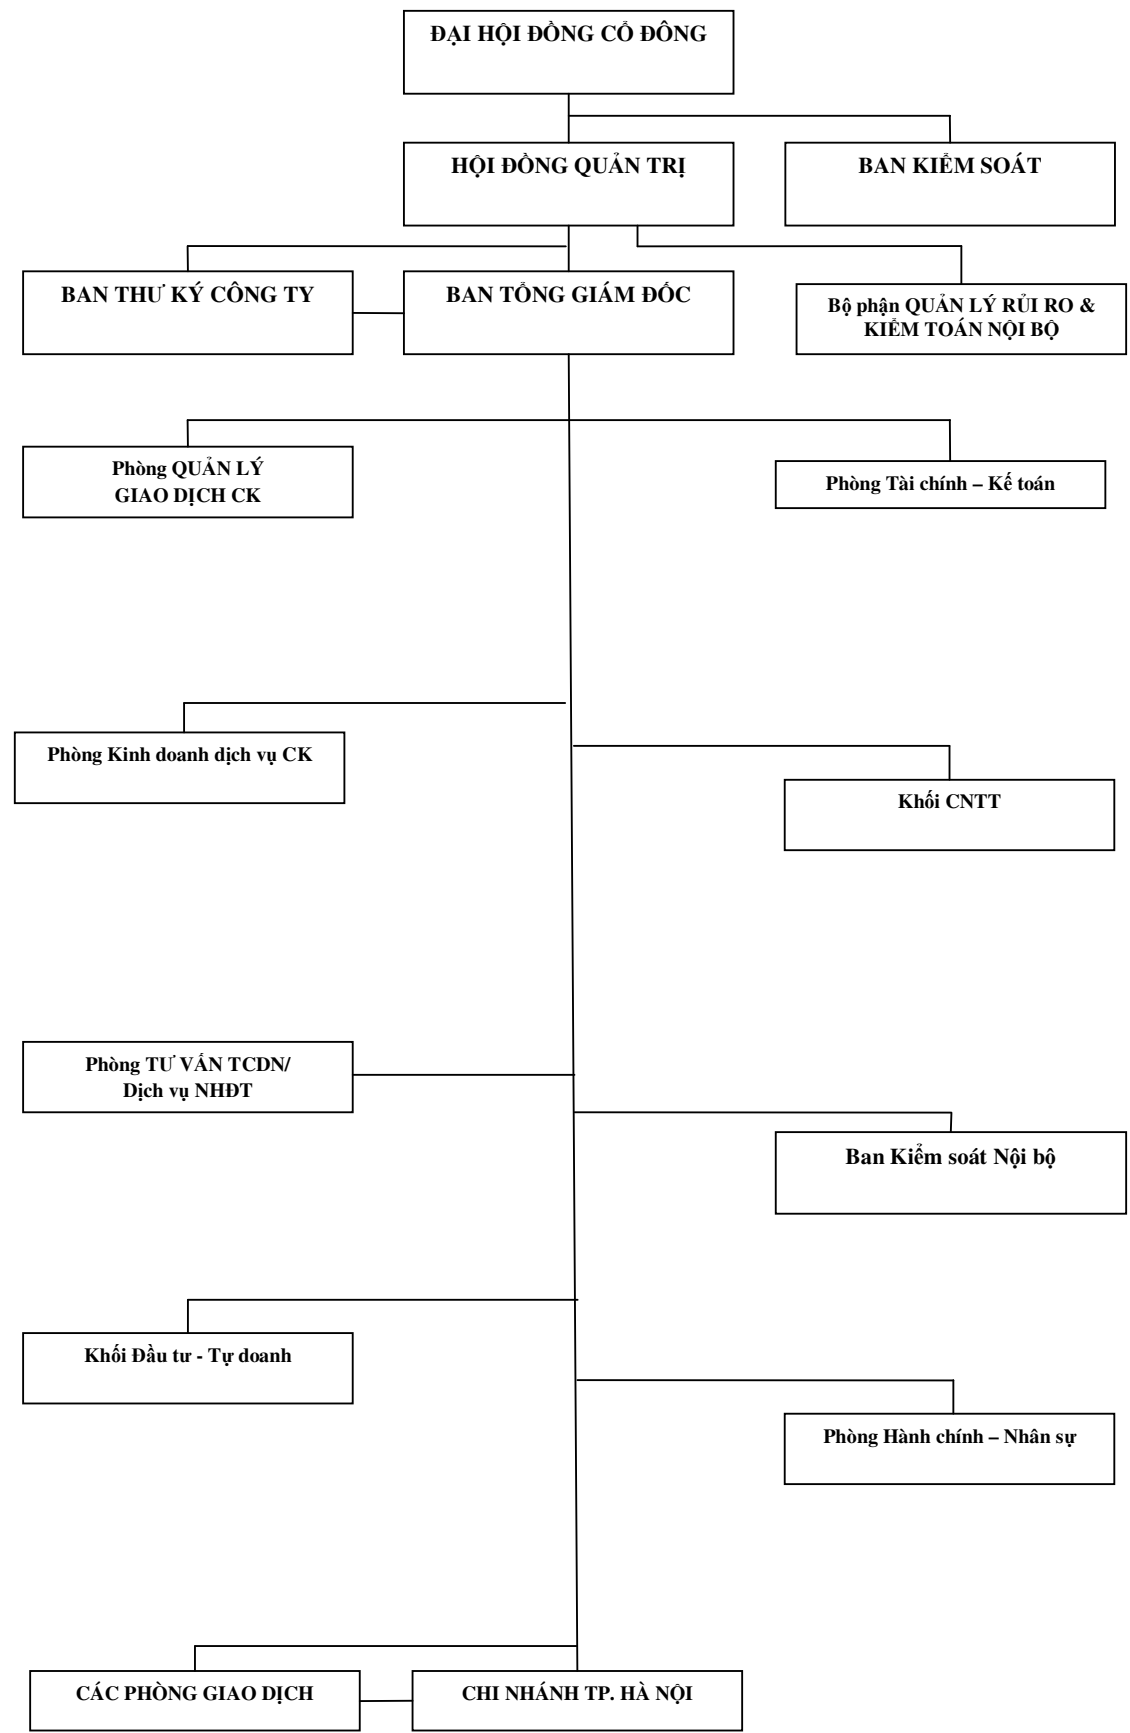 ĐẠI HỘI ĐỒNG CỔ ĐÔNG
HỘI ĐỒNG QUẢN TRỊ
BAN KIỂM SOÁT
BAN THƯ KÝ CÔNG TY
BAN TỔNG GIÁM ĐỐC
Bộ phận QUẢN LÝ RỦI RO &
KIỂM TOÁN NỘI BỘ
Phòng QUẢN LÝ
GIAO DỊCH CK
Phòng Tài chính – Kế toán
Phòng Kinh doanh dịch vụ CK
Khối CNTT
Phòng TƯ VẤN TCDN/
Dịch vụ NHĐT
Ban Kiểm soát Nội bộ
Khối Đầu tư - Tự doanh
Phòng Hành chính – Nhân sự
CÁC PHÒNG GIAO DỊCH
CHI NHÁNH TP. HÀ NỘI